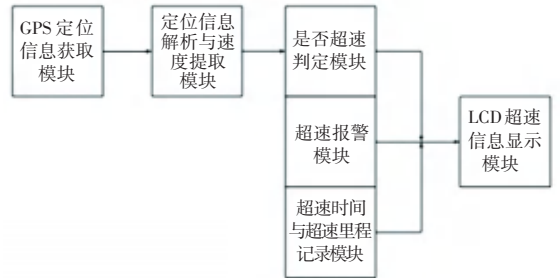 GPS 定位
信息获取
模块
定位信息
解析与速
度提取
模块
是否超速
判定模块
超速报警
模块
超速时间
与超速里程
记录模块
LCD 超速
信息显示
模块